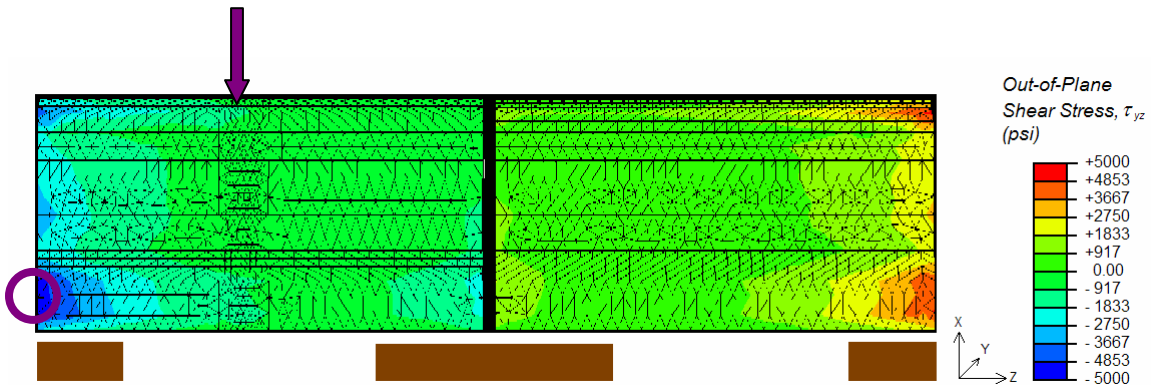 Out-of-Plane
Shear Stress, τ yz
(psi)
+5000
+4853
+3667
+2750
+1833
+917
0.00
- 917
- 1833
- 2750
- 3667
- 4853
- 5000
X
Y
Z